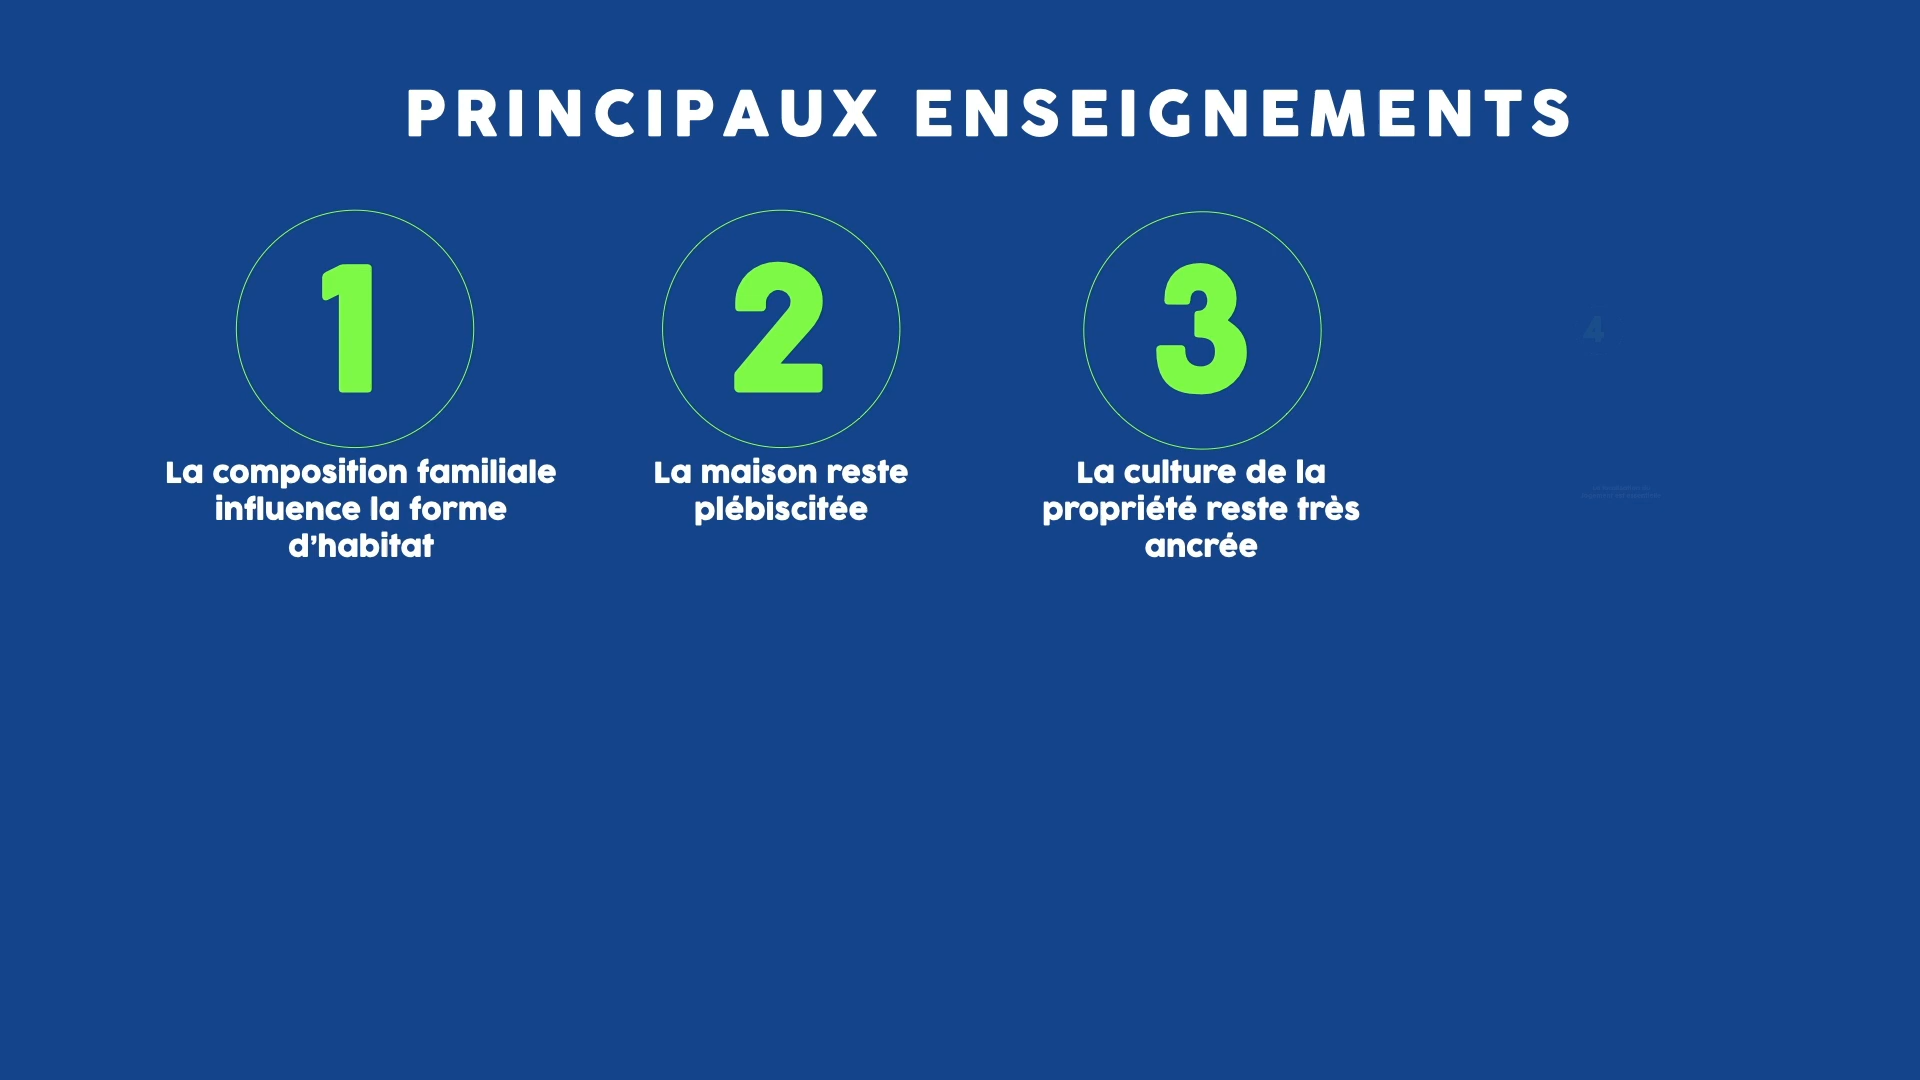 PRINCIPAUX ENSEIGNEMENTS
1
2
3
4
La composition familiale
influence la forme
d'habitat
La maison reste
plébiscitée
La culture de la
propriété reste très
ancrée